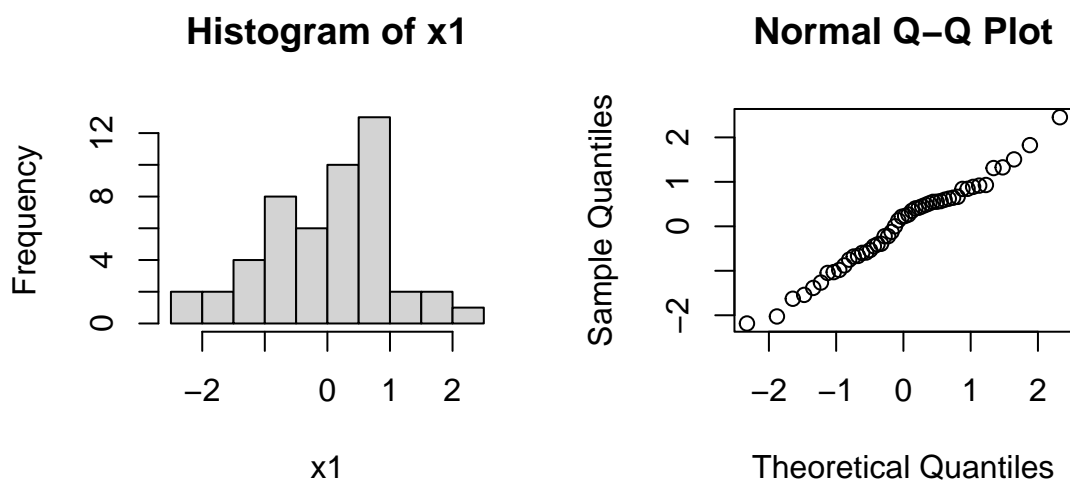 Histogram of x1
Frequency
12
8
4
0
−2 0 1 2
x1
Normal Q−Q Plot
Sample Quantiles
2
1
0
−2
−2 −1 0 1 2
Theoretical Quantiles